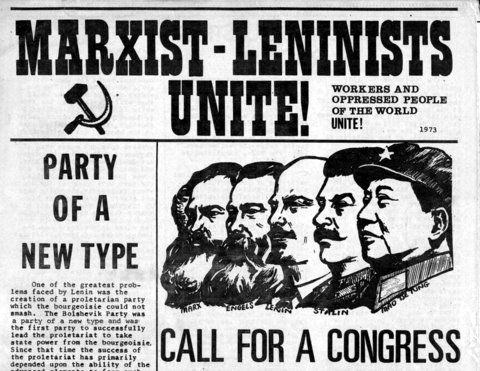 MARXIST-LENINISTS
UNITE!
WORKERS AND
OPPRESSED PEOPLE
OF THE WORLD
UNITE!
1973
PARTY
OF A
NEW TYPE
One of the greatest prob-
lems faced by Lenin was the
creation of a proletarian party
which the bourgeoisie could not
smash. The Bolshevik Party was
a party of a new type and was
the first party to successfully
lead the proletariat to take
state power from the bourgeoisie.
Since that time the success of
the proletariat has primarily
depended upon the ability of the
MARX
ENGELS
LENIN
STALIN
MAO TSE TUNG
CALL FOR A CONGRESS